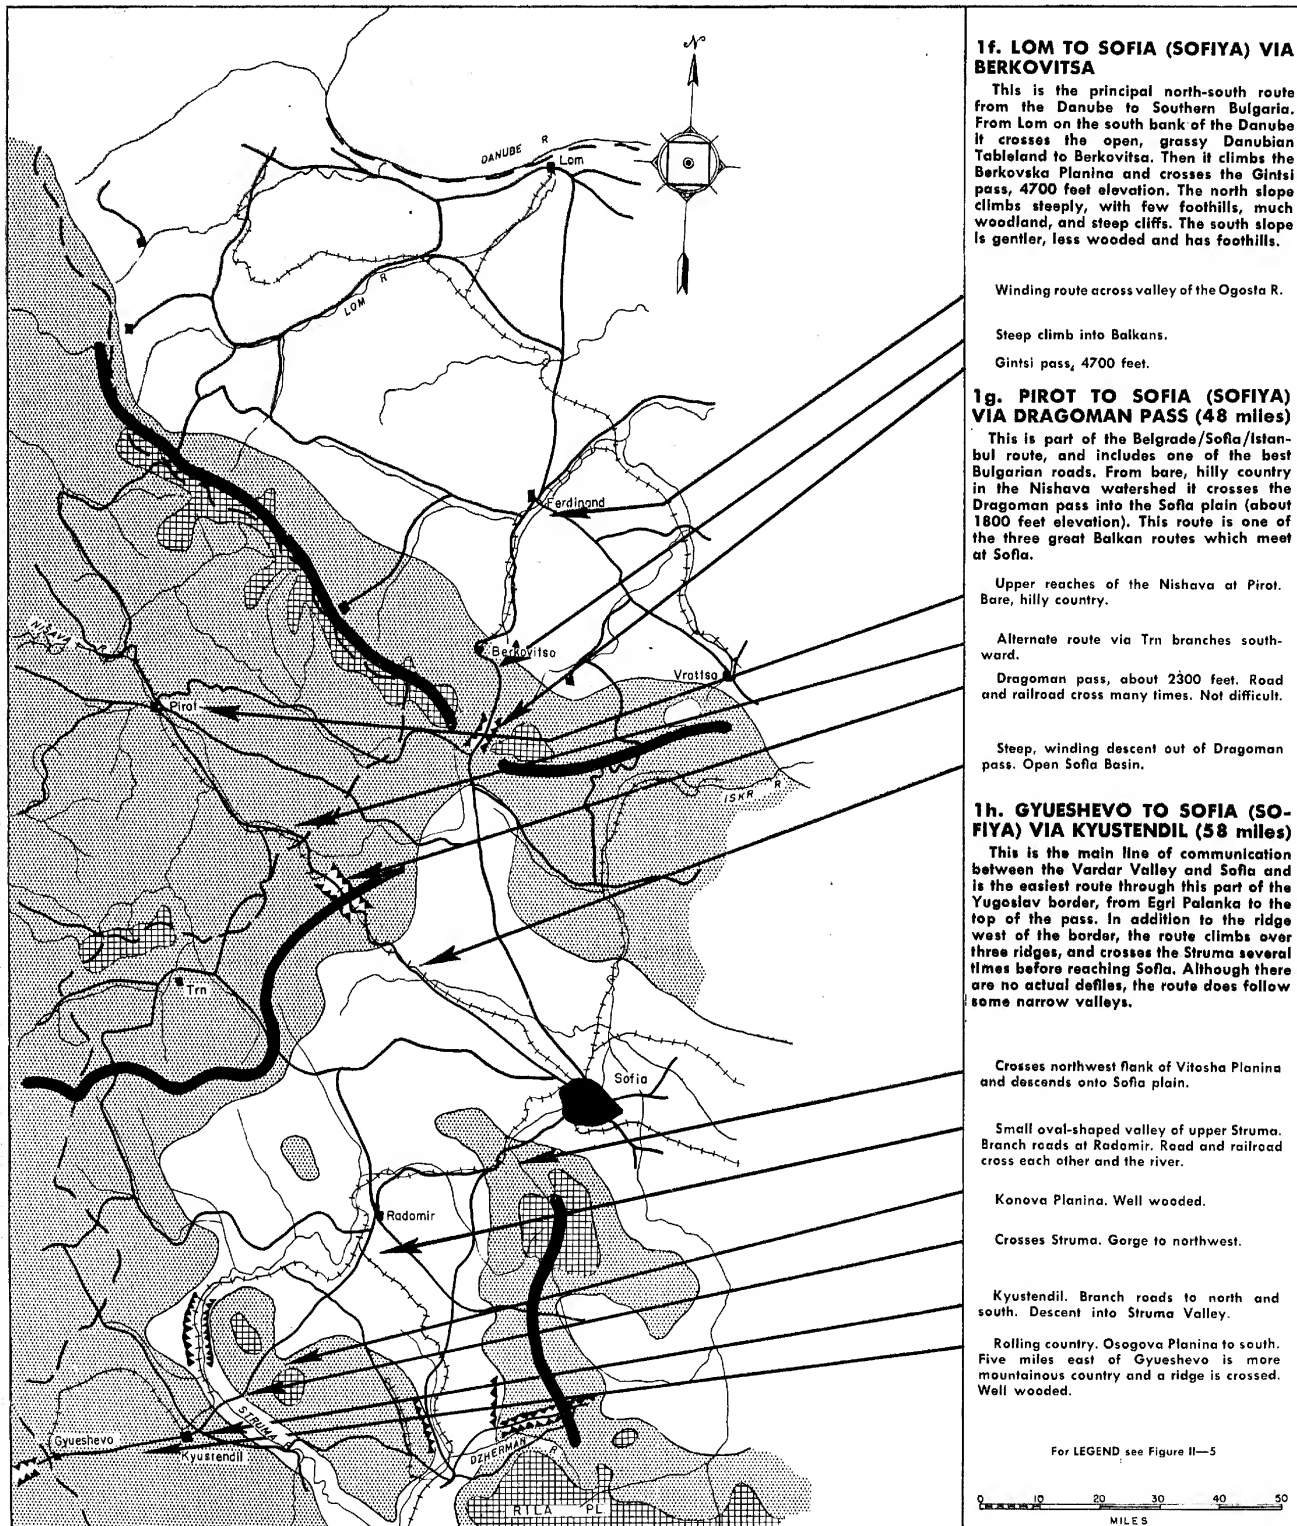 N
DANUBE R
Lom
LOM R
Ferdinand
NISAVA
Berkovitsa
Vrattsa
Pirot
ISKR R
Trn
Sofia
Radomir
STRUMA
Gyueshevo
Kyustendil
DZHERMAN R
RILA PL
1f. LOM TO SOFIA (SOFIYA) VIA
BERKOVITSA
This is the principal north-south route
from the Danube to Southern Bulgaria.
From Lom on the south bank of the Danube
it crosses the open, grassy Danubian
Tableland to Berkovitsa. Then it climbs the
Berkovska Planina and crosses the Gintsi
pass, 4700 feet elevation. The north slope
climbs steeply, with few foothills, much
woodland, and steep cliffs. The south slope
is gentler, less wooded and has foothills.
Winding route across valley of the Ogosta R.
Steep climb into Balkans.
Gintsi pass, 4700 feet.
1g. PIROT TO SOFIA (SOFIYA)
VIA DRAGOMAN PASS (48 miles)
This is part of the Belgrade/Sofia/Istan-
bul route, and includes one of the best
Bulgarian roads. From bare, hilly country
in the Nishava watershed it crosses the
Dragoman pass into the Sofia plain (about
1800 feet elevation). This route is one of
the three great Balkan routes which meet
at Sofia.
Upper reaches of the Nishava at Pirot.
Bare, hilly country.
Alternate route via Trn branches south-
ward.
Dragoman pass, about 2300 feet. Road
and railroad cross many times. Not difficult.
Steep, winding descent out of Dragoman
pass. Open Sofia Basin.
1h. GYUESHEVO TO SOFIA (SO-
FIYA) VIA KYUSTENDIL (58 miles)
This is the main line of communication
between the Vardar Valley and Sofia and
is the easiest route through this part of the
Yugoslav border, from Egri Palanka to the
top of the pass. In addition to the ridge
west of the border, the route climbs over
three ridges, and crosses the Struma several
times before reaching Sofia. Although there
are no actual defiles, the route does follow
some narrow valleys.
Crosses northwest flank of Vitosha Planina
and descends onto Sofia plain.
Small oval-shaped valley of upper Struma.
Branch roads at Radomir. Road and railroad
cross each other and the river.
Konova Planina. Well wooded.
Crosses Struma. Gorge to northwest.
Kyustendil. Branch roads to north and
south. Descent into Struma Valley.
Rolling country. Osogova Planina to south.
Five miles east of Gyueshevo is more
mountainous country and a ridge is crossed.
Well wooded.
For LEGEND see Figure II—5
0 10 20 30 40 50
MILES